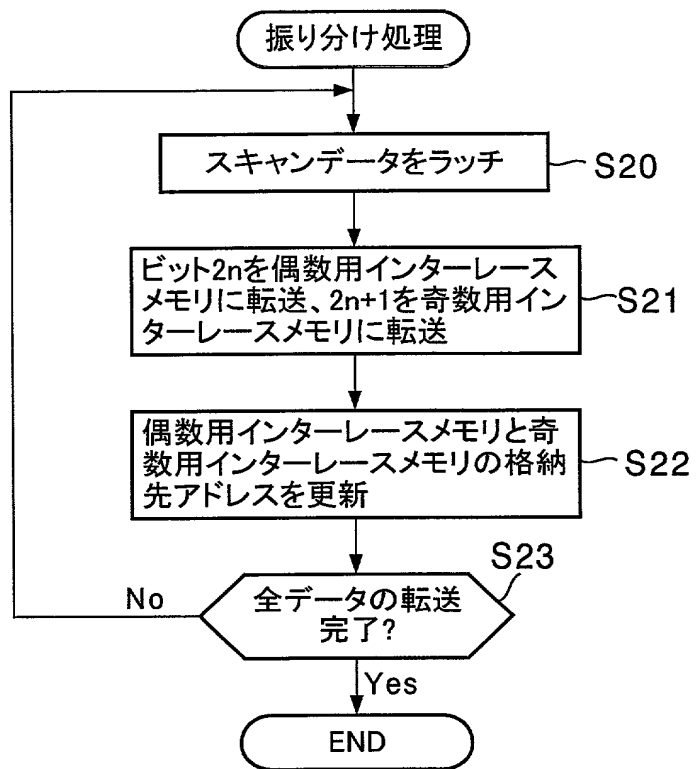 振り分け処理
スキャンデータをラッチ
S20
ビット2nを偶数用インターレース
メモリに転送、2n+1を奇数用イン
ターレースメモリに転送
S21
偶数用インターレースメモリと奇
数用インターレースメモリの格納
先アドレスを更新
S22
S23
全データの転送
完了?
No
Yes
END